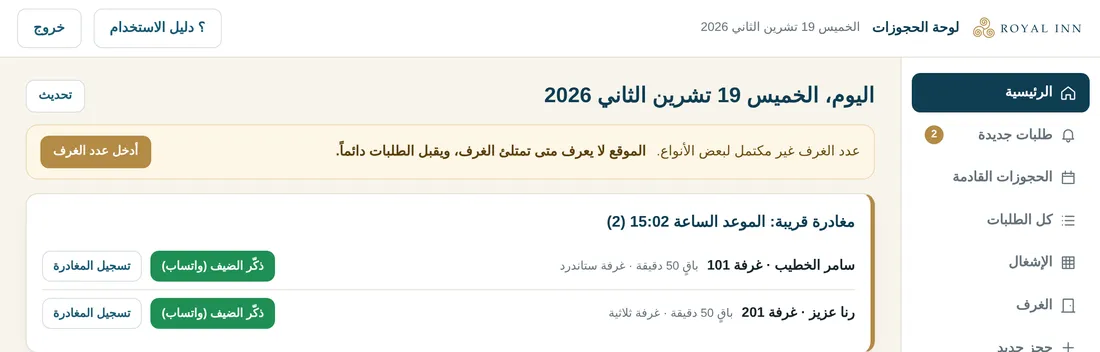 ROYAL INN
لوحة الحجوزات
الخميس 19 تشرين الثاني 2026
؟ دليل الاستخدام
خروج
الرئيسية
طلبات جديدة 2
الحجوزات القادمة
كل الطلبات
الإشغال
الغرف
حجز جديد
اليوم، الخميس 19 تشرين الثاني 2026
تحديث
عدد الغرف غير مكتمل لبعض الأنواع. الموقع لا يعرف متى تمتلئ الغرف، ويقبل الطلبات دائماً.
أدخل عدد الغرف
مغادرة قريبة: الموعد الساعة 15:02 (2)
سامر الخطيب · غرفة 101 باقٍ 50 دقيقة · غرفة ستاندرد
ذكّر الضيف (واتساب)
تسجيل المغادرة
رنا عزيز · غرفة 201 باقٍ 50 دقيقة · غرفة ثلاثية
ذكّر الضيف (واتساب)
تسجيل المغادرة